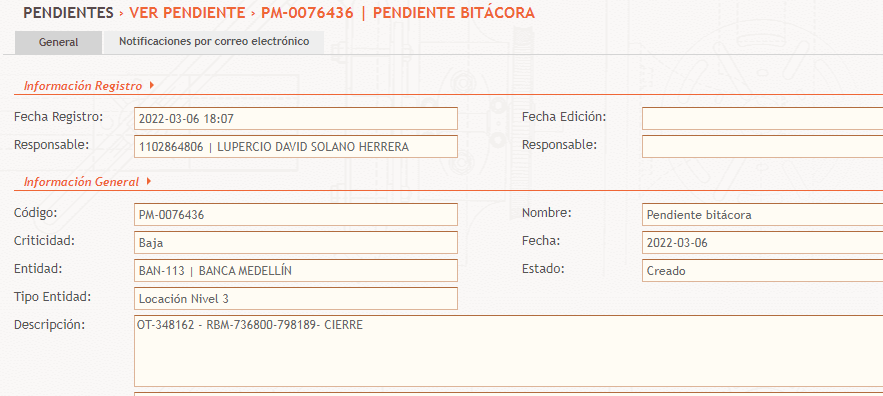 PENDIENTES › VER PENDIENTE › PM-0076436 | PENDIENTE BITÁCORA
General Notificaciones por correo electrónico
Información Registro
Fecha Registro: 2022-03-06 18:07 Fecha Edición:
Responsable: 1102864806 | LUPERCIO DAVID SOLANO HERRERA Responsable:
Información General
Código: PM-0076436 Nombre: Pendiente bitácora
Criticidad: Baja Fecha: 2022-03-06
Entidad: BAN-113 | BANCA MEDELLÍN Estado: Creado
Tipo Entidad: Locación Nivel 3
Descripción: OT-348162 - RBM-736800-798189- CIERRE